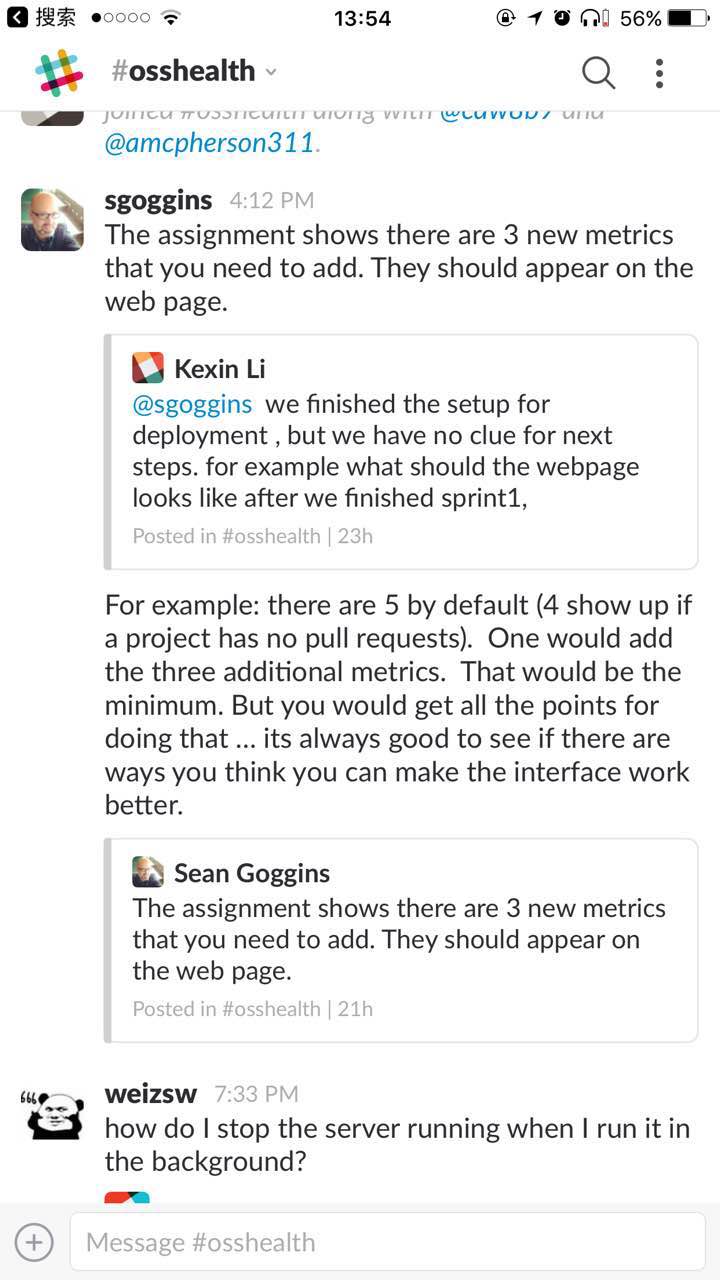 搜索
13:54
56%
#osshealth
joined #osshealth along with @cdw8b9 and
@amcpherson311.
sgoggins 4:12 PM
The assignment shows there are 3 new metrics
that you need to add. They should appear on the
web page.
Kexin Li
@sgoggins we finished the setup for
deployment , but we have no clue for next
steps. for example what should the webpage
looks like after we finished sprint1,
Posted in #osshealth | 23h
For example: there are 5 by default (4 show up if
a project has no pull requests). One would add
the three additional metrics. That would be the
minimum. But you would get all the points for
doing that ... its always good to see if there are
ways you think you can make the interface work
better.
Sean Goggins
The assignment shows there are 3 new metrics
that you need to add. They should appear on
the web page.
Posted in #osshealth | 21h
666
weizsw 7:33 PM
how do I stop the server running when I run it in
the background?
Message #osshealth